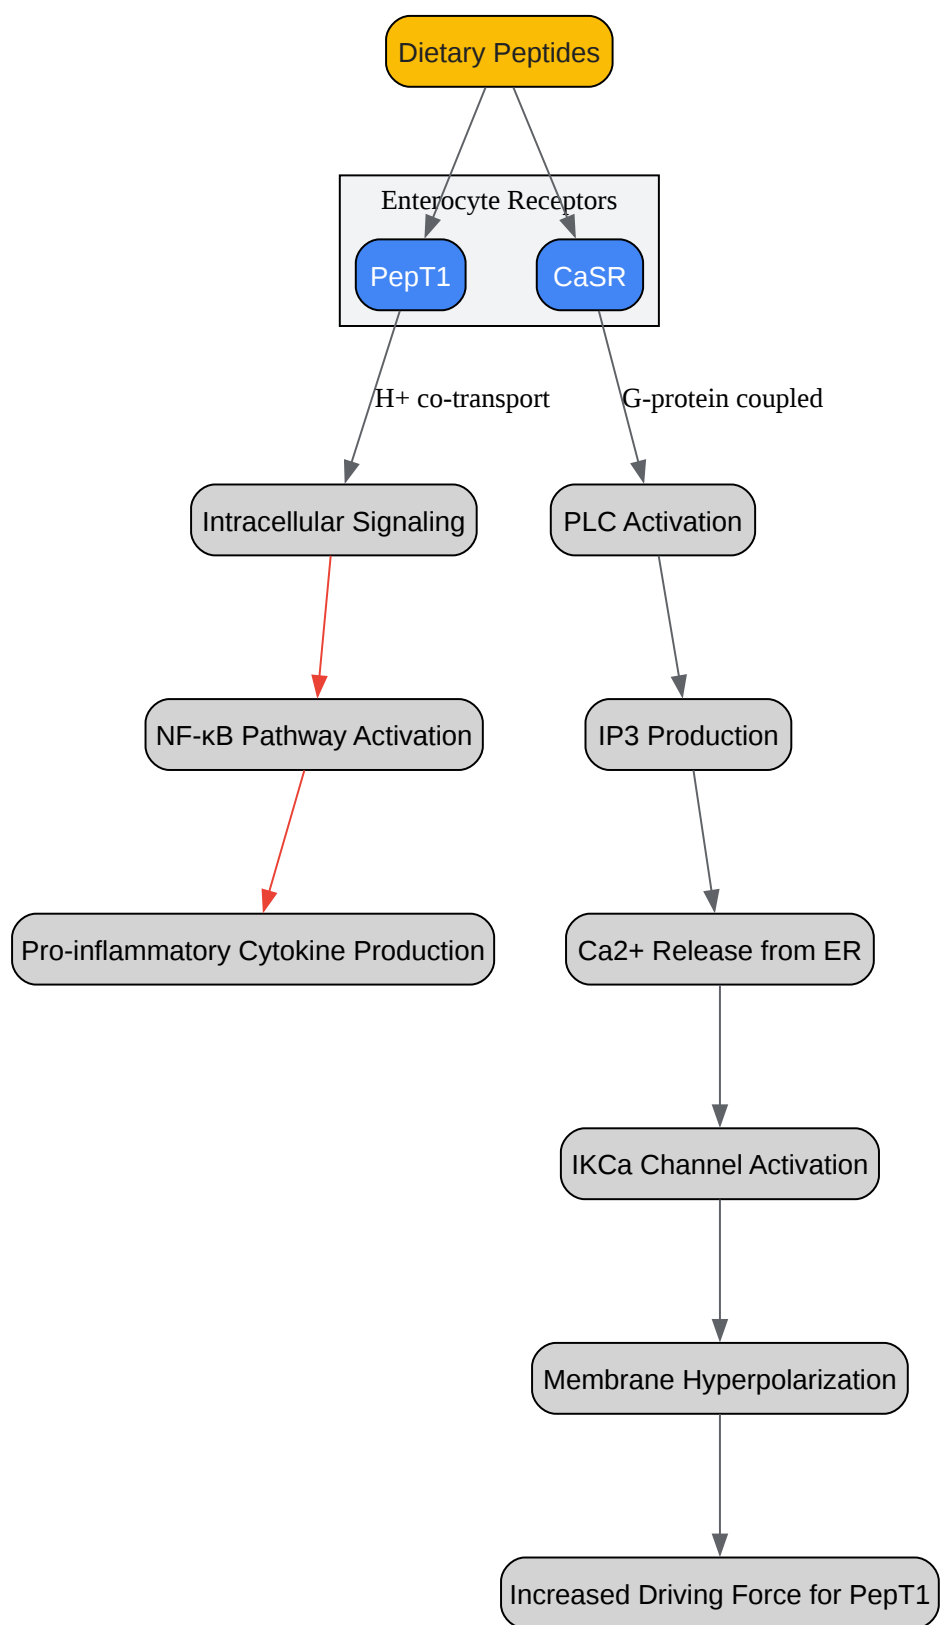 Dietary Peptides
Enterocyte Receptors
PepT1
CaSR
H+ co-transport
G-protein coupled
Intracellular Signaling
PLC Activation
NF-κB Pathway Activation
IP3 Production
Pro-inflammatory Cytokine Production
Ca2+ Release from ER
IKCa Channel Activation
Membrane Hyperpolarization
Increased Driving Force for PepT1